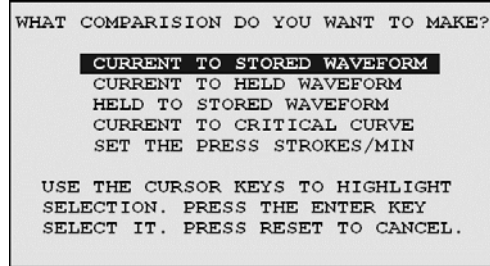 WHAT COMPARISION DO YOU WANT TO MAKE?
CURRENT TO STORED WAVEFORM
CURRENT TO HELD WAVEFORM
HELD TO STORED WAVEFORM
CURRENT TO CRITICAL CURVE
SET THE PRESS STROKES/MIN
USE THE CURSOR KEYS TO HIGHLIGHT
SELECTION. PRESS THE ENTER KEY
SELECT IT. PRESS RESET TO CANCEL.